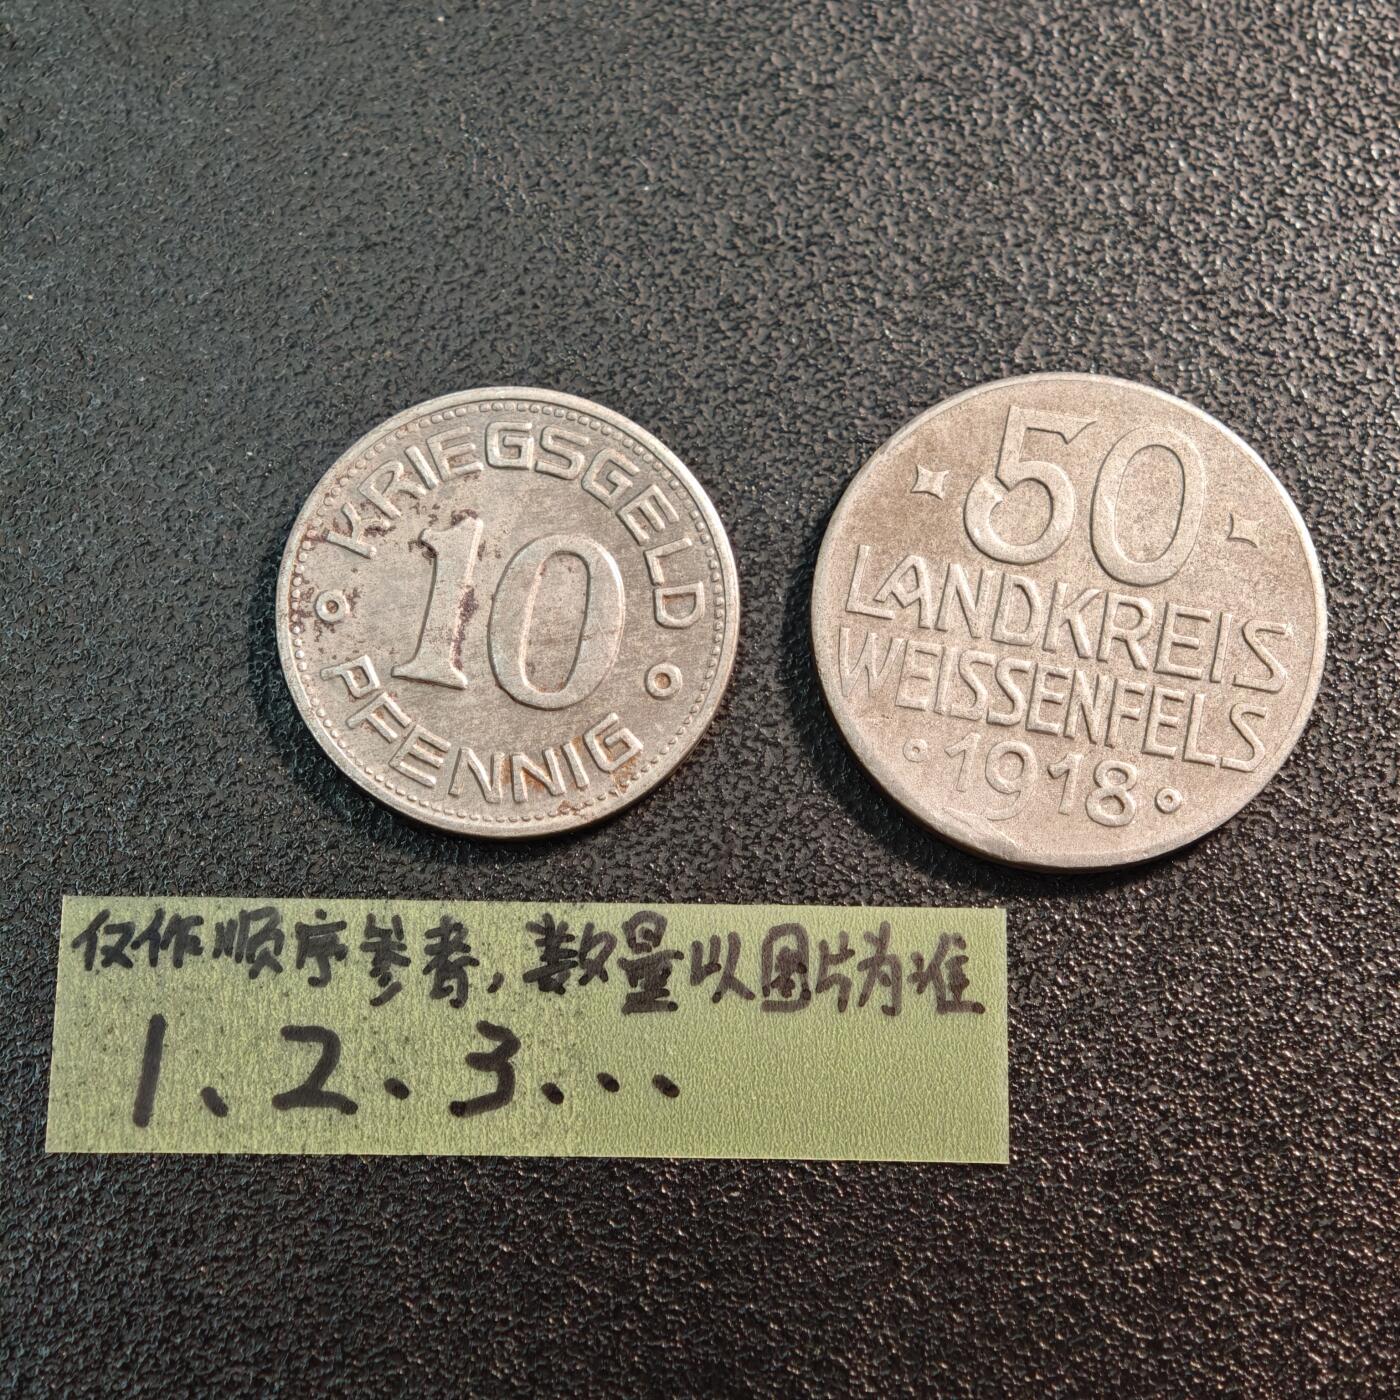 KRIEGSGELD
10
PFENNIG
50
LANDKREIS
WEISSENFELS
1918
仅作顺序参考,数量以图片为准
1、2、3...